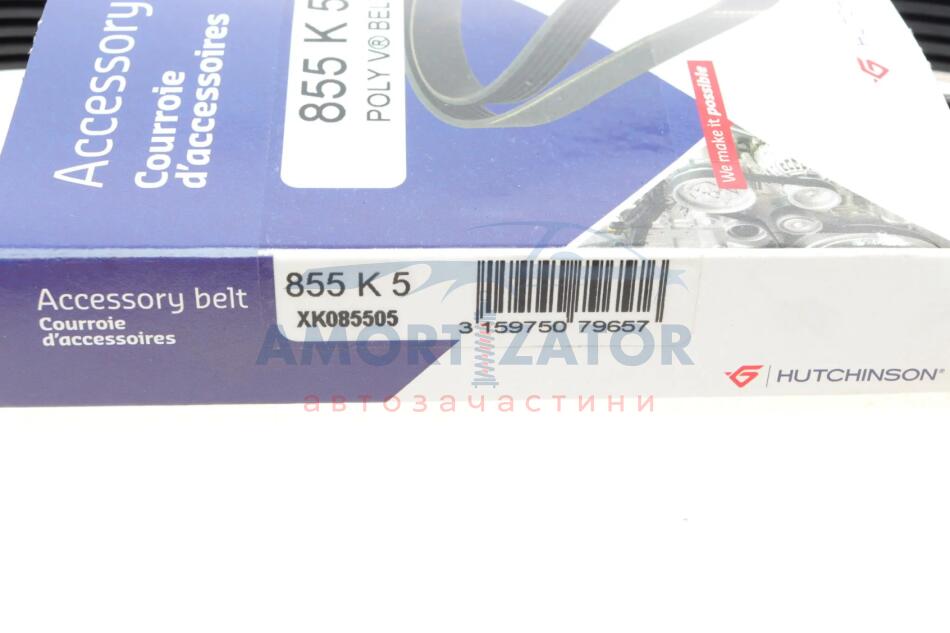 Accessory
Courroie
d'accessoires
855 K 5
POLY V® BEL
We make it possible
Accessory belt
Courroie
d'accessoires
855 K 5
XK085505
3 159750 79657
HUTCHINSON®
AMORTIZATOR
автозачастини